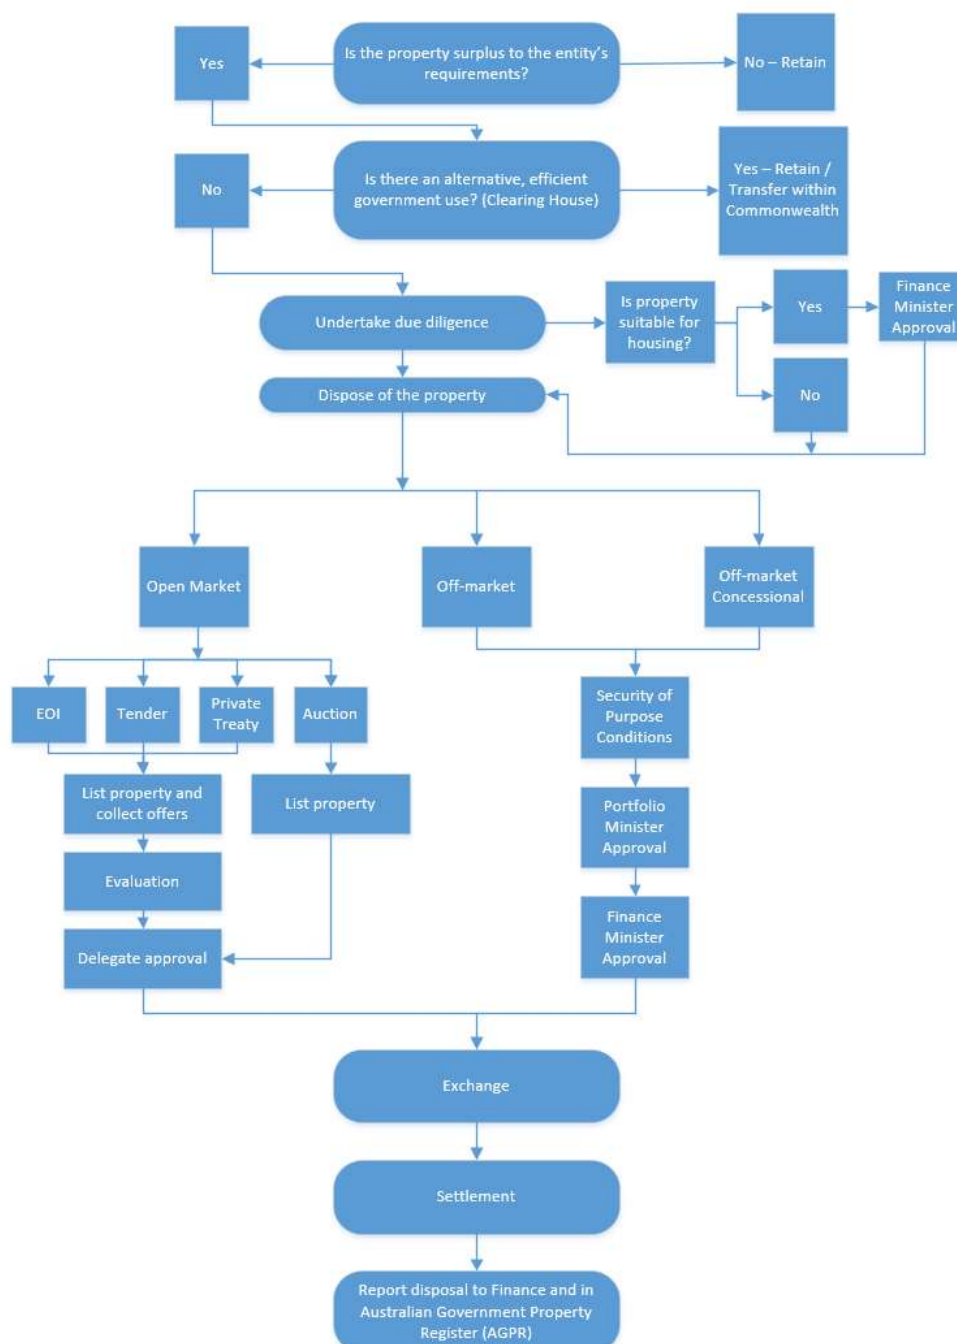 Yes
Is the property surplus to the entity's
requirements?
No – Retain
No
Is there an alternative, efficient
government use? (Clearing House)
Yes – Retain /
Transfer within
Commonwealth
Undertake due diligence
Is property
suitable for
housing?
Yes
Finance
Minister
Approval
No
Dispose of the property
Open Market
Off-market
Off-market
Concessional
EOI
Tender
Private
Treaty
Auction
Security of
Purpose
Conditions
List property and
collect offers
List property
Portfolio
Minister
Approval
Evaluation
Delegate approval
Finance
Minister
Approval
Exchange
Settlement
Report disposal to Finance and in
Australian Government Property
Register (AGPR)